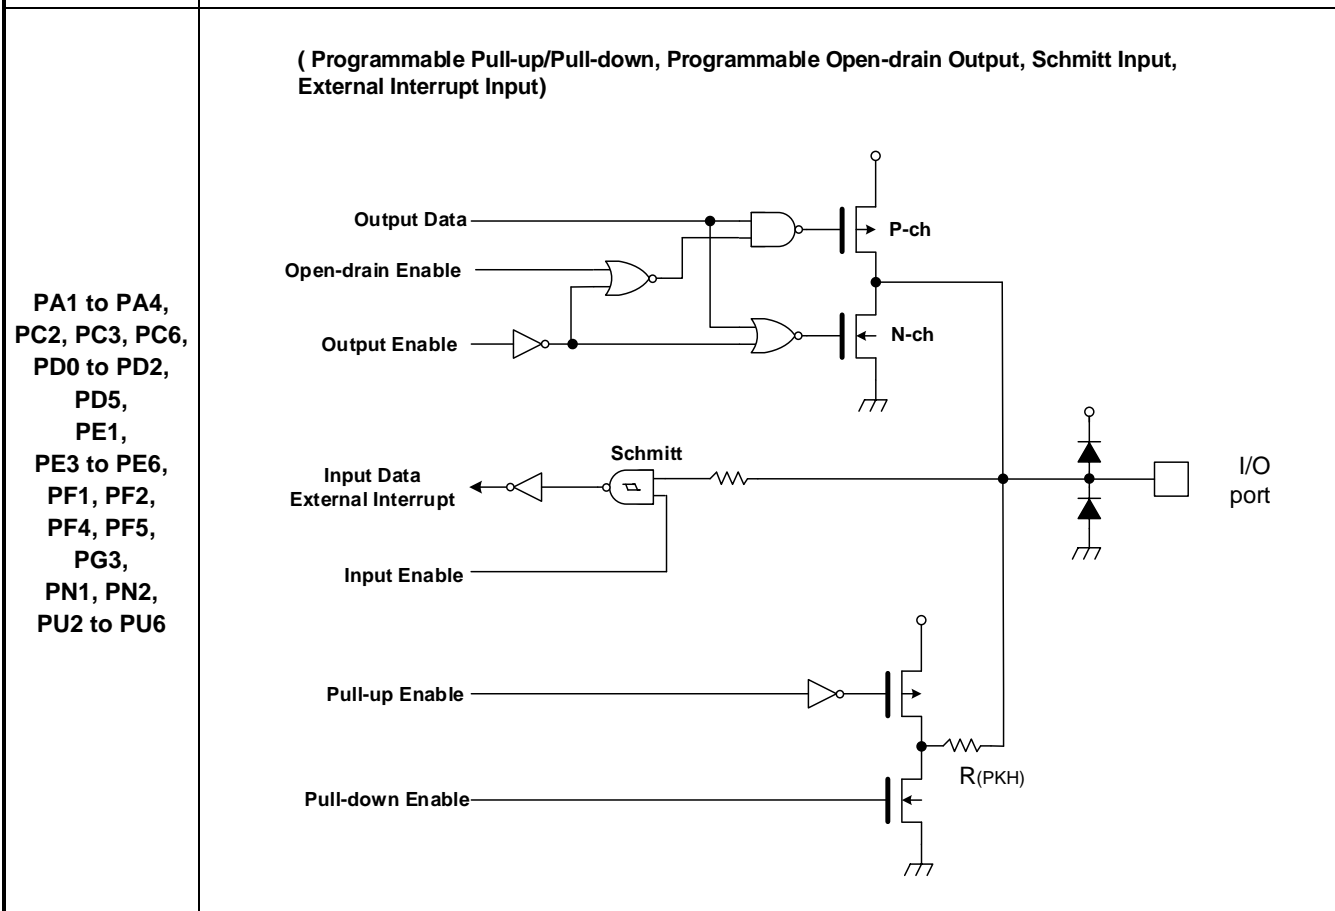 ( Programmable Pull-up/Pull-down, Programmable Open-drain Output, Schmitt Input,
External Interrupt Input)
PA1 to PA4,
PC2, PC3, PC6,
PD0 to PD2,
PD5,
PE1,
PE3 to PE6,
PF1, PF2,
PF4, PF5,
PG3,
PN1, PN2,
PU2 to PU6
Output Data
P-ch
Open-drain Enable
N-ch
Output Enable
Schmitt
Input Data
External Interrupt
I/O
port
Input Enable
Pull-up Enable
R(PKH)
Pull-down Enable